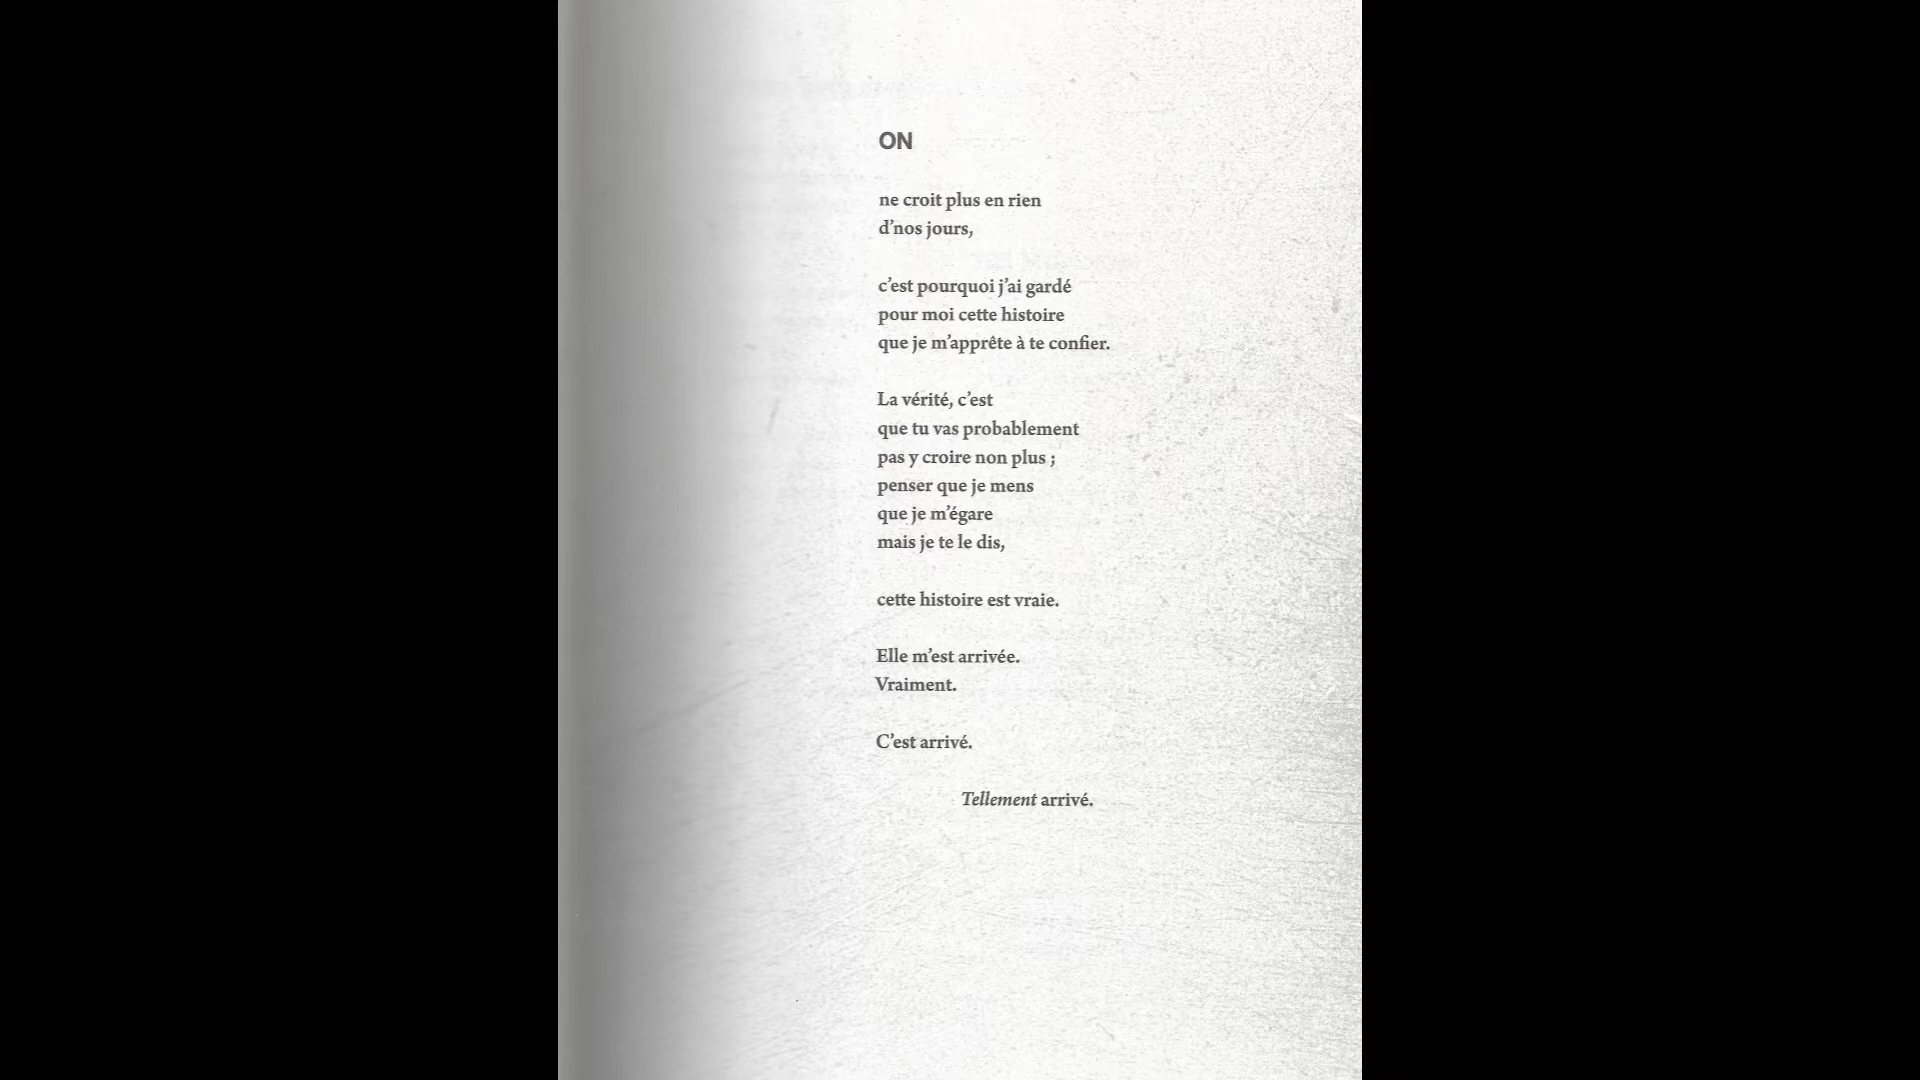 ON
ne croit plus en rien
d’nos jours,
c’est pourquoi j’ai gardé
pour moi cette histoire
que je m’apprête à te confier.
La vérité, c’est
que tu vas probablement
pas y croire non plus ;
penser que je mens
que je m’égare
mais je te le dis,
cette histoire est vraie.
Elle m’est arrivée.
Vraiment.
C’est arrivé.
Tellement arrivé.